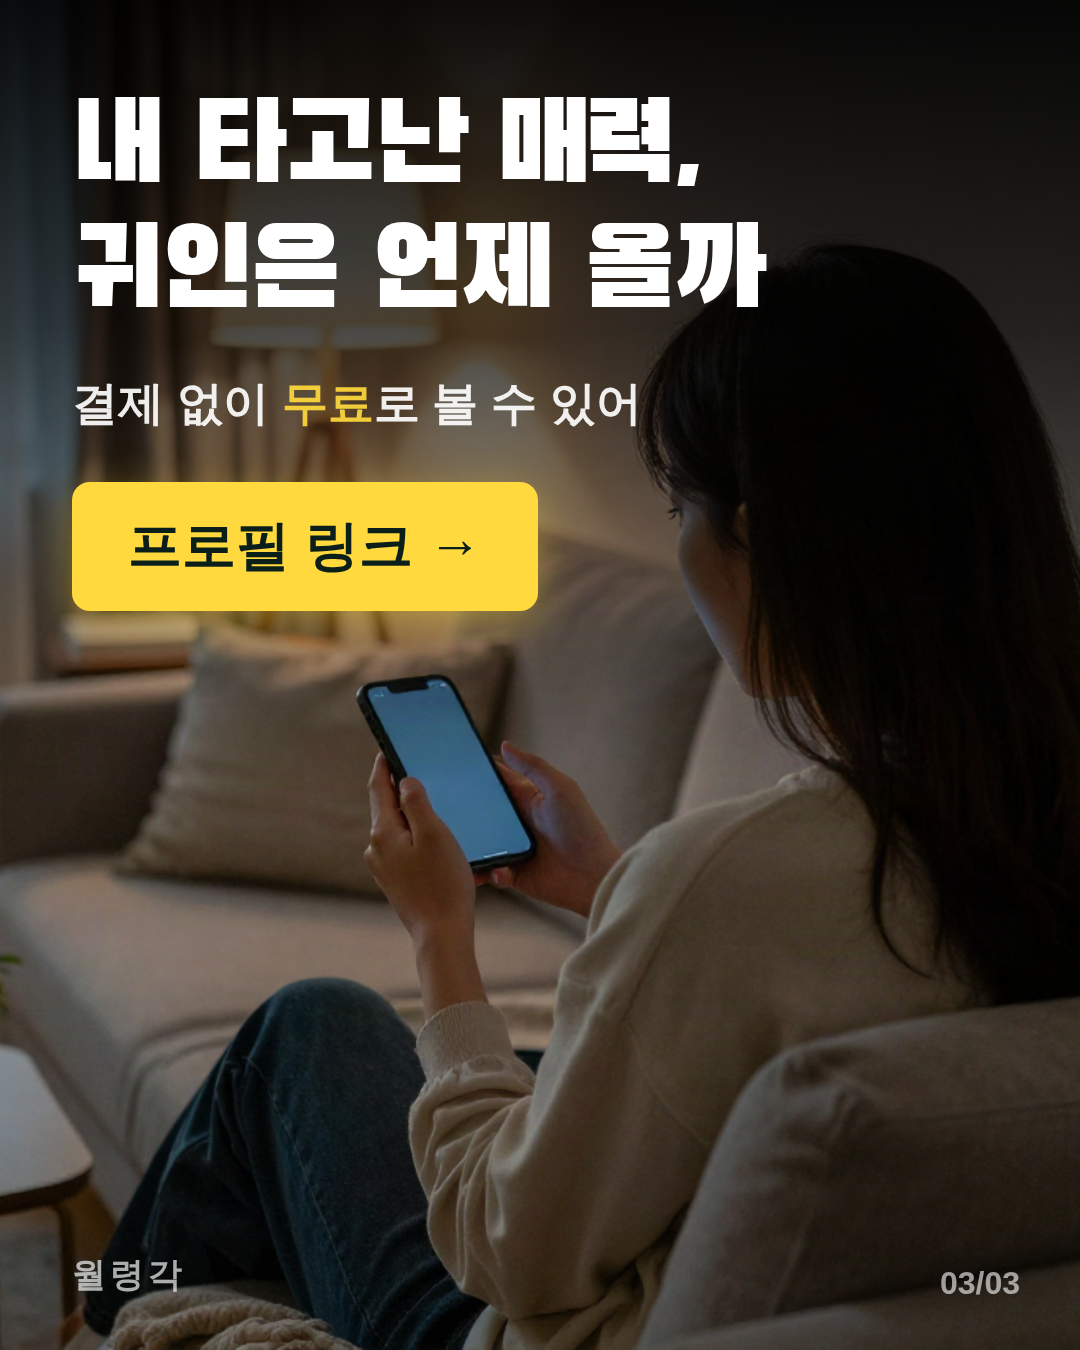 내 타고난 매력,
귀인은 언제 올까
결제 없이 무료로 볼 수 있어
프로필 링크 →
월령각
03/03